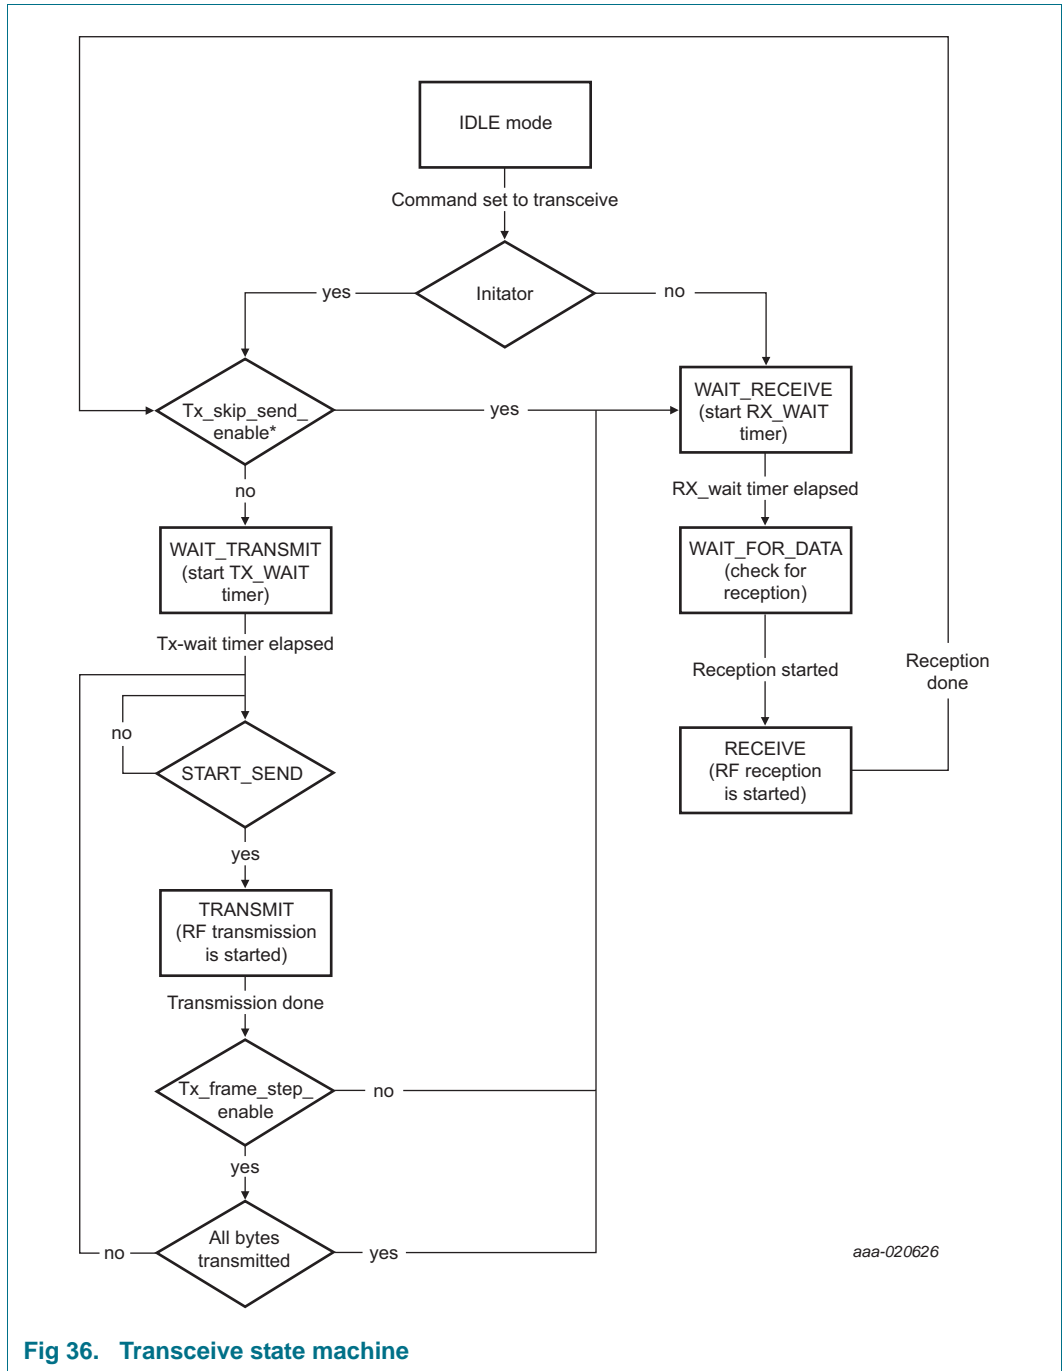 IDLE mode
Command set to transceive
Initator
yes
no
Tx_skip_send_
enable*
yes
no
WAIT_RECEIVE
(start RX_WAIT
timer)
RX_wait timer elapsed
WAIT_TRANSMIT
(start TX_WAIT
timer)
WAIT_FOR_DATA
(check for
reception)
Tx-wait timer elapsed
Reception started
Reception
done
no
START_SEND
RECEIVE
(RF reception
is started)
yes
TRANSMIT
(RF transmission
is started)
Transmission done
Tx_frame_step_
enable
no
yes
All bytes
transmitted
no
yes
aaa-020626
Fig 36. Transceive state machine